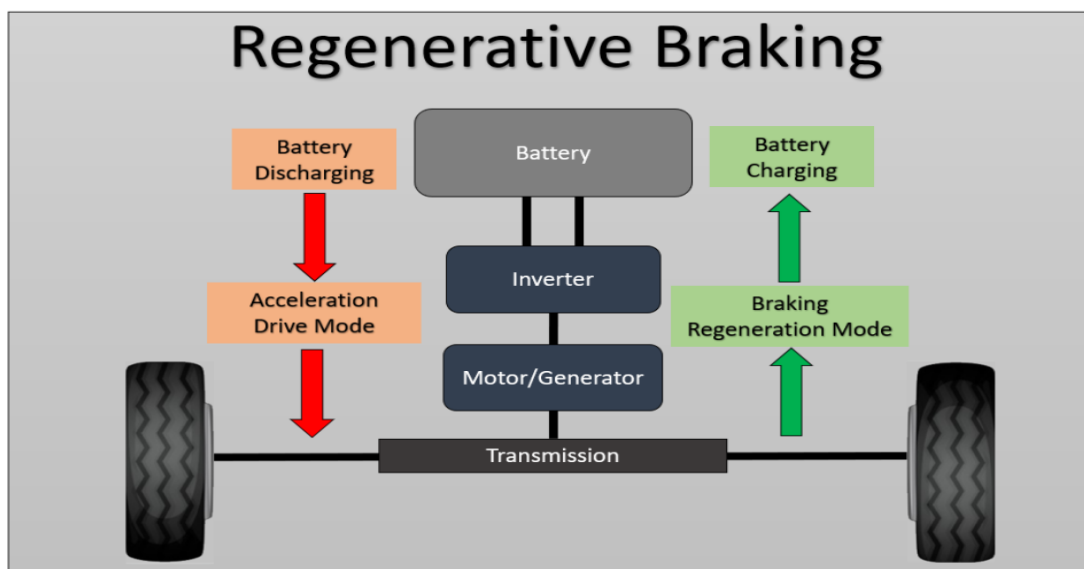 Regenerative Braking
Battery
Discharging
Battery
Battery
Charging
Inverter
Acceleration
Drive Mode
Braking
Regeneration Mode
Motor/Generator
Transmission